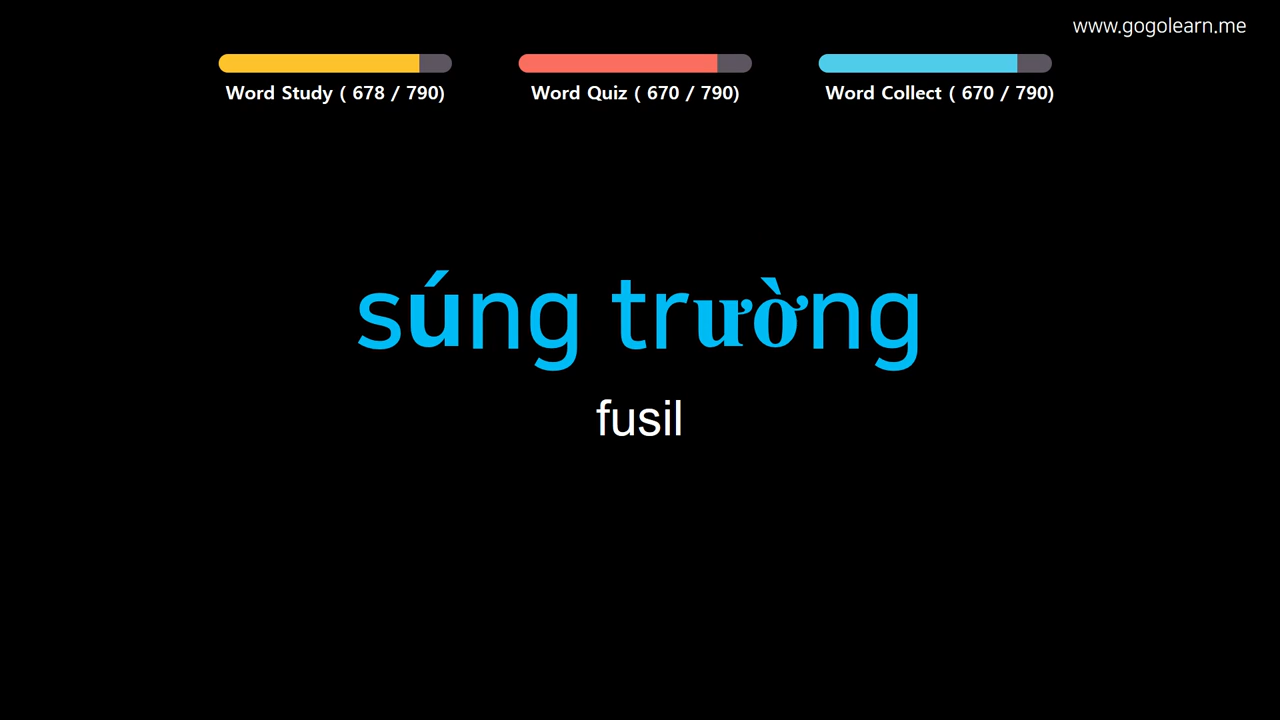 www.gogolearn.me
Word Study ( 678 / 790)
Word Quiz ( 670 / 790)
Word Collect ( 670 / 790)
súng trường
fusil